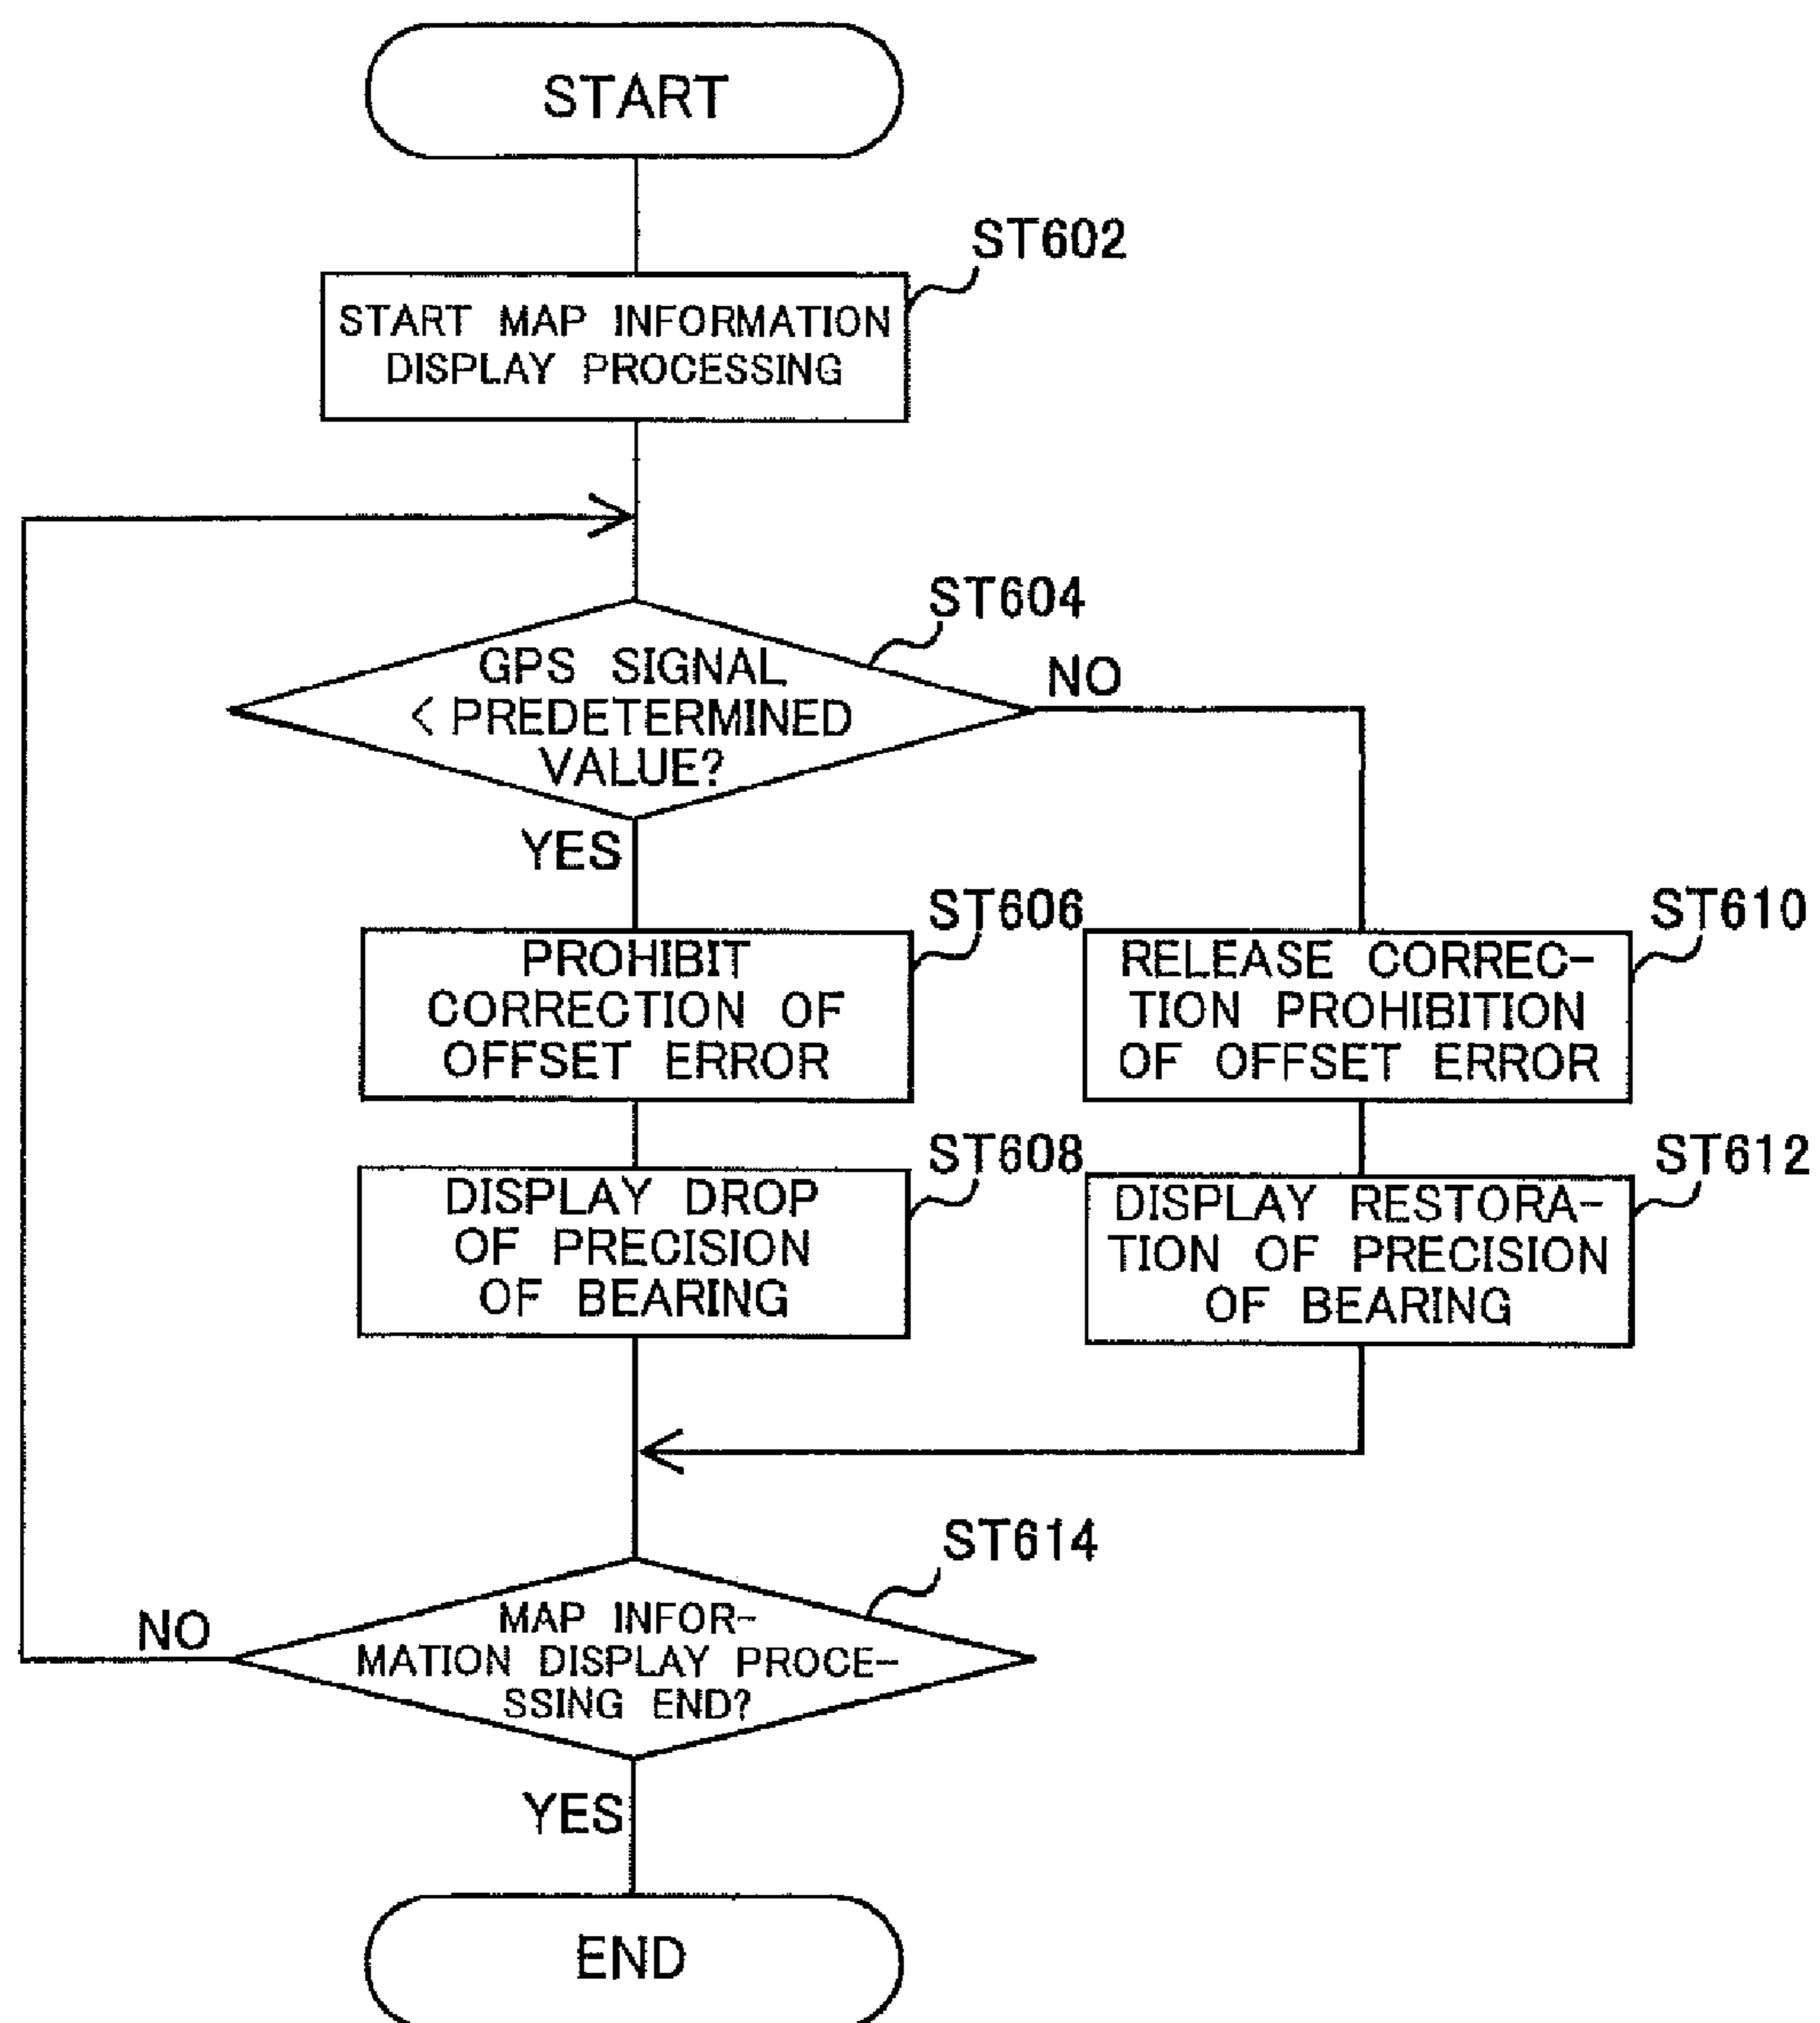 START
ST602
START MAP INFORMATION
DISPLAY PROCESSING
ST604
GPS SIGNAL
< PREDETERMINED
VALUE?
NO
YES
ST606
PROHIBIT
CORRECTION OF
OFFSET ERROR
ST610
RELEASE CORREC-
TION PROHIBITION
OF OFFSET ERROR
ST608
DISPLAY DROP
OF PRECISION
OF BEARING
ST612
DISPLAY RESTORA-
TION OF PRECISION
OF BEARING
ST614
MAP INFOR-
MATION DISPLAY PROCE-
SSING END?
NO
YES
END